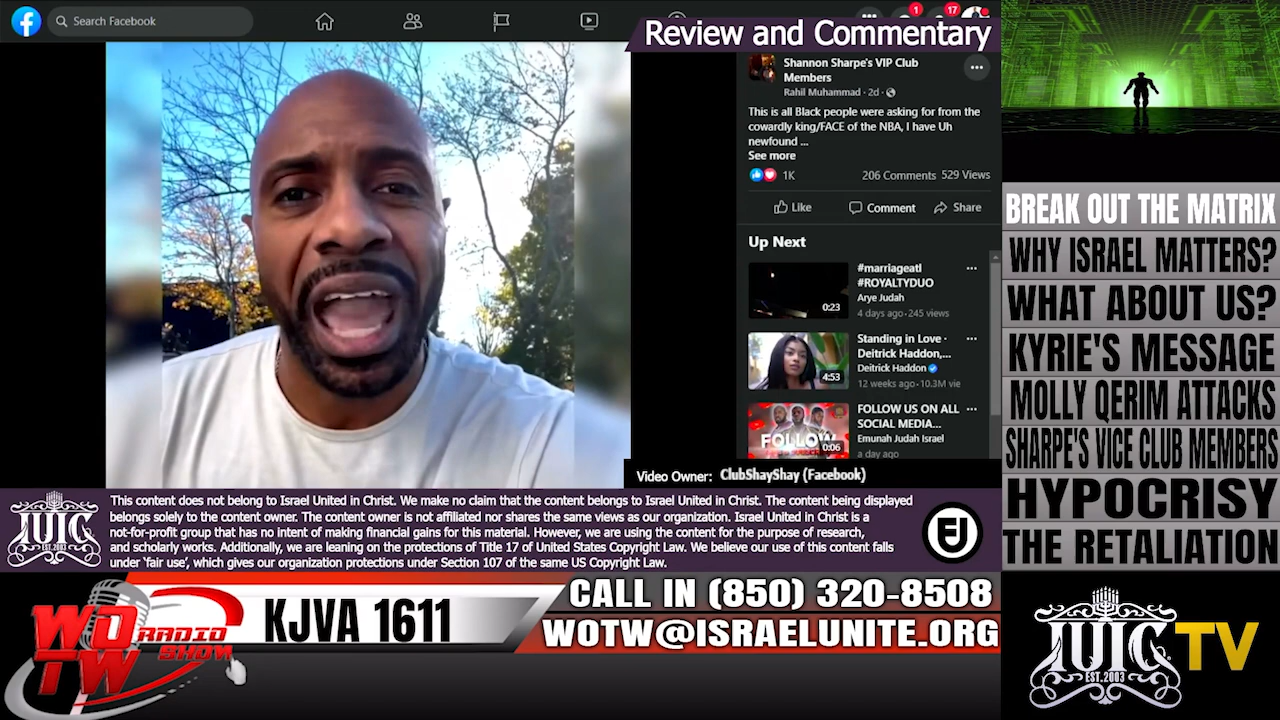 Search Facebook
1
17
Review and Commentary
Shannon Sharpe's VIP Club
Members
Rahil Muhammad · 2d ·
This is all Black people were asking for from the
cowardly king/FACE of the NBA, I have Uh
newfound ...
See more
1K
206 Comments 529 Views
Like
Comment
Share
Up Next
0:23
#marriageatl
#ROYALTYDUO
Arye Judah
4 days ago · 245 views
4:53
Standing in Love ·
Deitrick Haddon,...
Deitrick Haddon
12 weeks ago · 10.3M vie
FOLLOW
0:06
FOLLOW US ON ALL
SOCIAL MEDIA...
Emunah Judah Israel
a day ago
Video Owner: ClubShayShay (Facebook)
BREAK OUT THE MATRIX
WHY ISRAEL MATTERS?
WHAT ABOUT US?
KYRIE'S MESSAGE
MOLLY QERIM ATTACKS
SHARPE'S VICE CLUB MEMBERS
HYPOCRISY
THE RETALIATION
IUIC
EST. 2003
This content does not belong to Israel United in Christ. We make no claim that the content belongs to Israel United in Christ. The content being displayed
belongs solely to the content owner. The content owner is not affiliated nor shares the same views as our organization. Israel United in Christ is a
not-for-profit group that has no intent of making financial gains for this material. However, we are using the content for the purpose of research,
and scholarly works. Additionally, we are leaning on the protections of Title 17 of United States Copyright Law. We believe our use of this content falls
under 'fair use', which gives our organization protections under Section 107 of the same US Copyright Law.
EJ
WOTW
RADIO
SHOW
KJVA 1611
CALL IN (850) 320-8508
WOTW@ISRAELUNITE.ORG
IUIC TV
EST. 2003